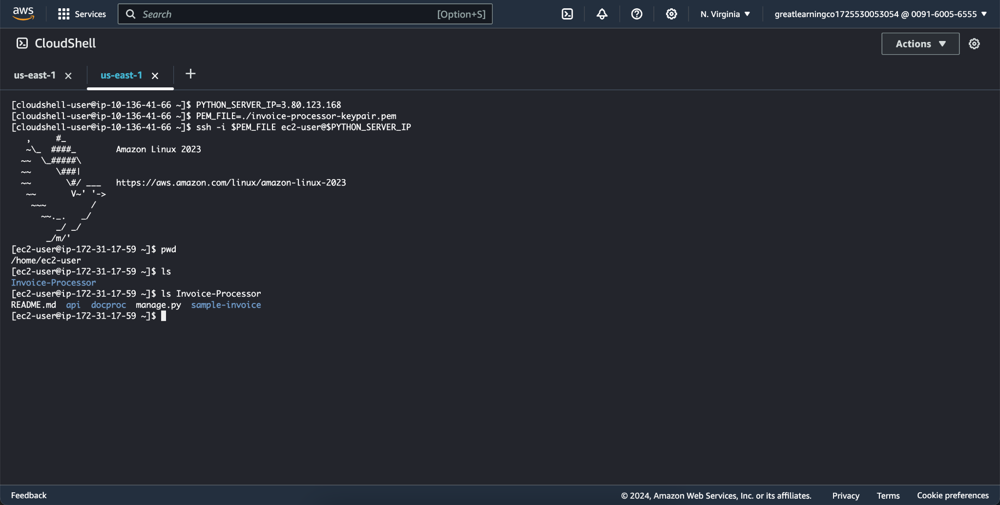 aws Services Search [Option+S] N. Virginia ▼ greatlearningco1725530053054 @ 0091-6005-6555 ▼
CloudShell Actions ▼
us-east-1 × us-east-1 × +
[cloudshell-user@ip-10-136-41-66 ~]$ PYTHON_SERVER_IP=3.80.123.168
[cloudshell-user@ip-10-136-41-66 ~]$ PEM_FILE=./invoice-processor-keypair.pem
[cloudshell-user@ip-10-136-41-66 ~]$ ssh -i $PEM_FILE ec2-user@$PYTHON_SERVER_IP
   ,     #_
   ~\_  ####_        Amazon Linux 2023
  ~~  \_#####\
  ~~     \###|
  ~~       \#/ ___   https://aws.amazon.com/linux/amazon-linux-2023
   ~~       V~' '->
    ~~~         /
      ~~._.   _/
         _/ _/
       _/m/'
[ec2-user@ip-172-31-17-59 ~]$ pwd
/home/ec2-user
[ec2-user@ip-172-31-17-59 ~]$ ls
Invoice-Processor
[ec2-user@ip-172-31-17-59 ~]$ ls Invoice-Processor
README.md  api  docproc  manage.py  sample-invoice
[ec2-user@ip-172-31-17-59 ~]$
Feedback © 2024, Amazon Web Services, Inc. or its affiliates. Privacy Terms Cookie preferences